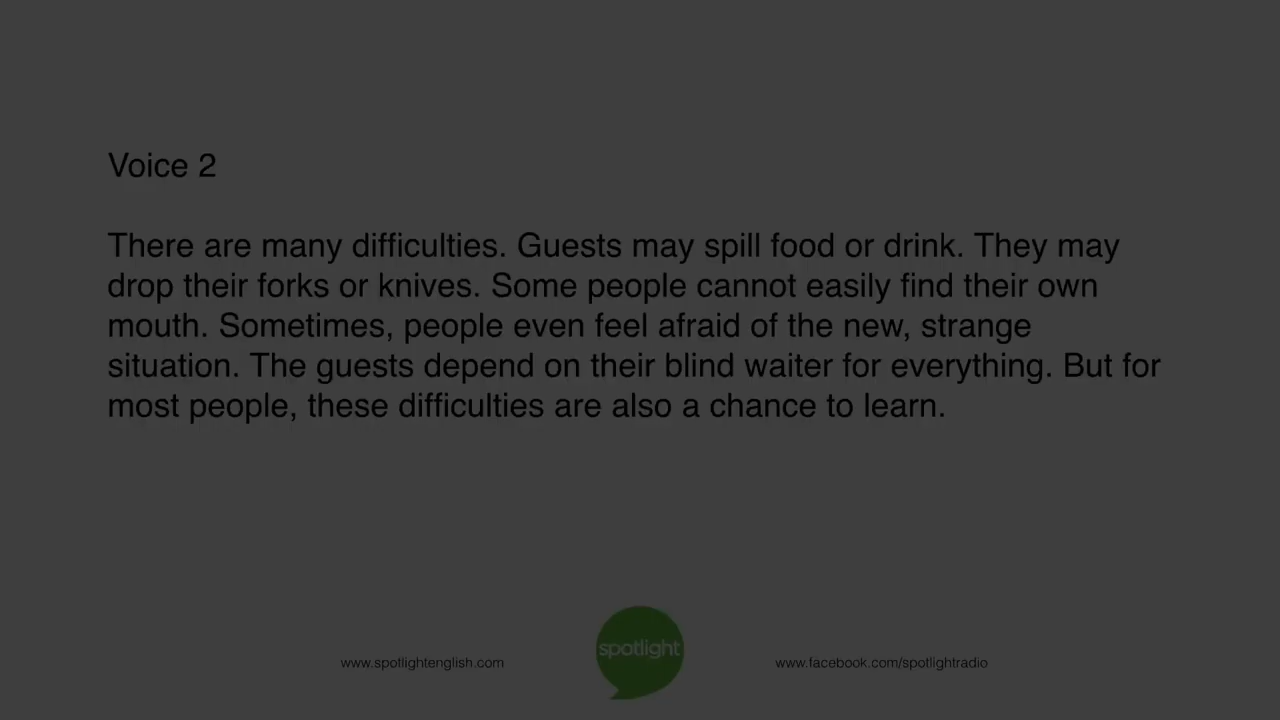 Voice 2
There are many difficulties. Guests may spill food or drink. They may
drop their forks or knives. Some people cannot easily find their own
mouth. Sometimes, people even feel afraid of the new, strange
situation. The guests depend on their blind waiter for everything. But for
most people, these difficulties are also a chance to learn.
spotlight
www.spotlightenglish.com
www.facebook.com/spotlightradio